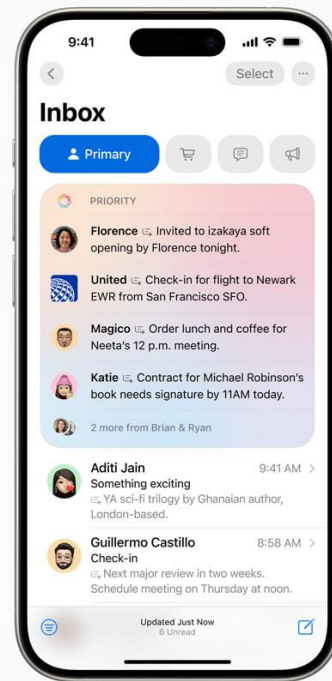 9:41
Select
Inbox
Primary
PRIORITY
Florence Invited to izakaya soft
opening by Florence tonight.
United Check-in for flight to Newark
EWR from San Francisco SFO.
Magico Order lunch and coffee for
Neeta's 12 p.m. meeting.
Katie Contract for Michael Robinson's
book needs signature by 11AM today.
2 more from Brian & Ryan
Aditi Jain 9:41 AM
Something exciting
YA sci-fi trilogy by Ghanaian author,
London-based.
Guillermo Castillo 8:58 AM
Check-in
Next major review in two weeks.
Schedule meeting on Thursday at noon.
Updated Just Now
6 Unread